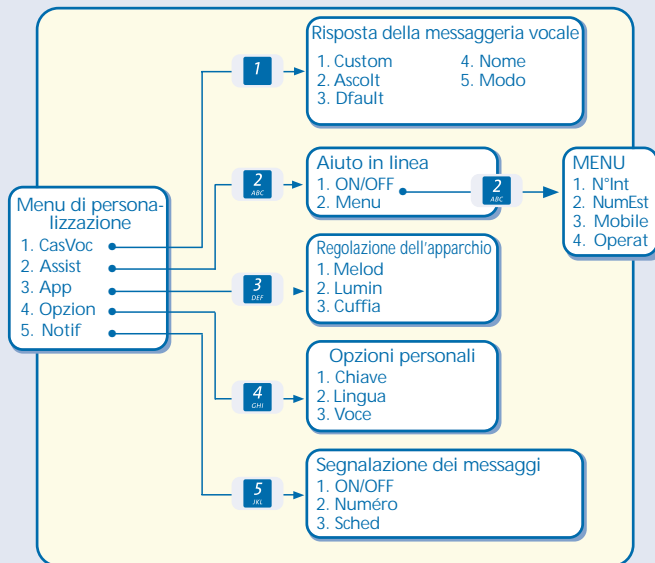 Risposta della messaggeria vocale
1. Custom
2. Ascolt
3. Dfault
4. Nome
5. Modo
1
Aiuto in linea
1. ON/OFF
2. Menu
2
ABC
2
ABC
MENU
1. N°Int
2. NumEst
3. Mobile
4. Operat
Menu di persona-
lizzazione
1. CasVoc
2. Assist
3. App
4. Opzion
5. Notif
Regolazione dell'apparchio
1. Melod
2. Lumin
3. Cuffia
3
DEF
Opzioni personali
1. Chiave
2. Lingua
3. Voce
4
GHI
Segnalazione dei messaggi
1. ON/OFF
2. Numéro
3. Sched
5
JKL